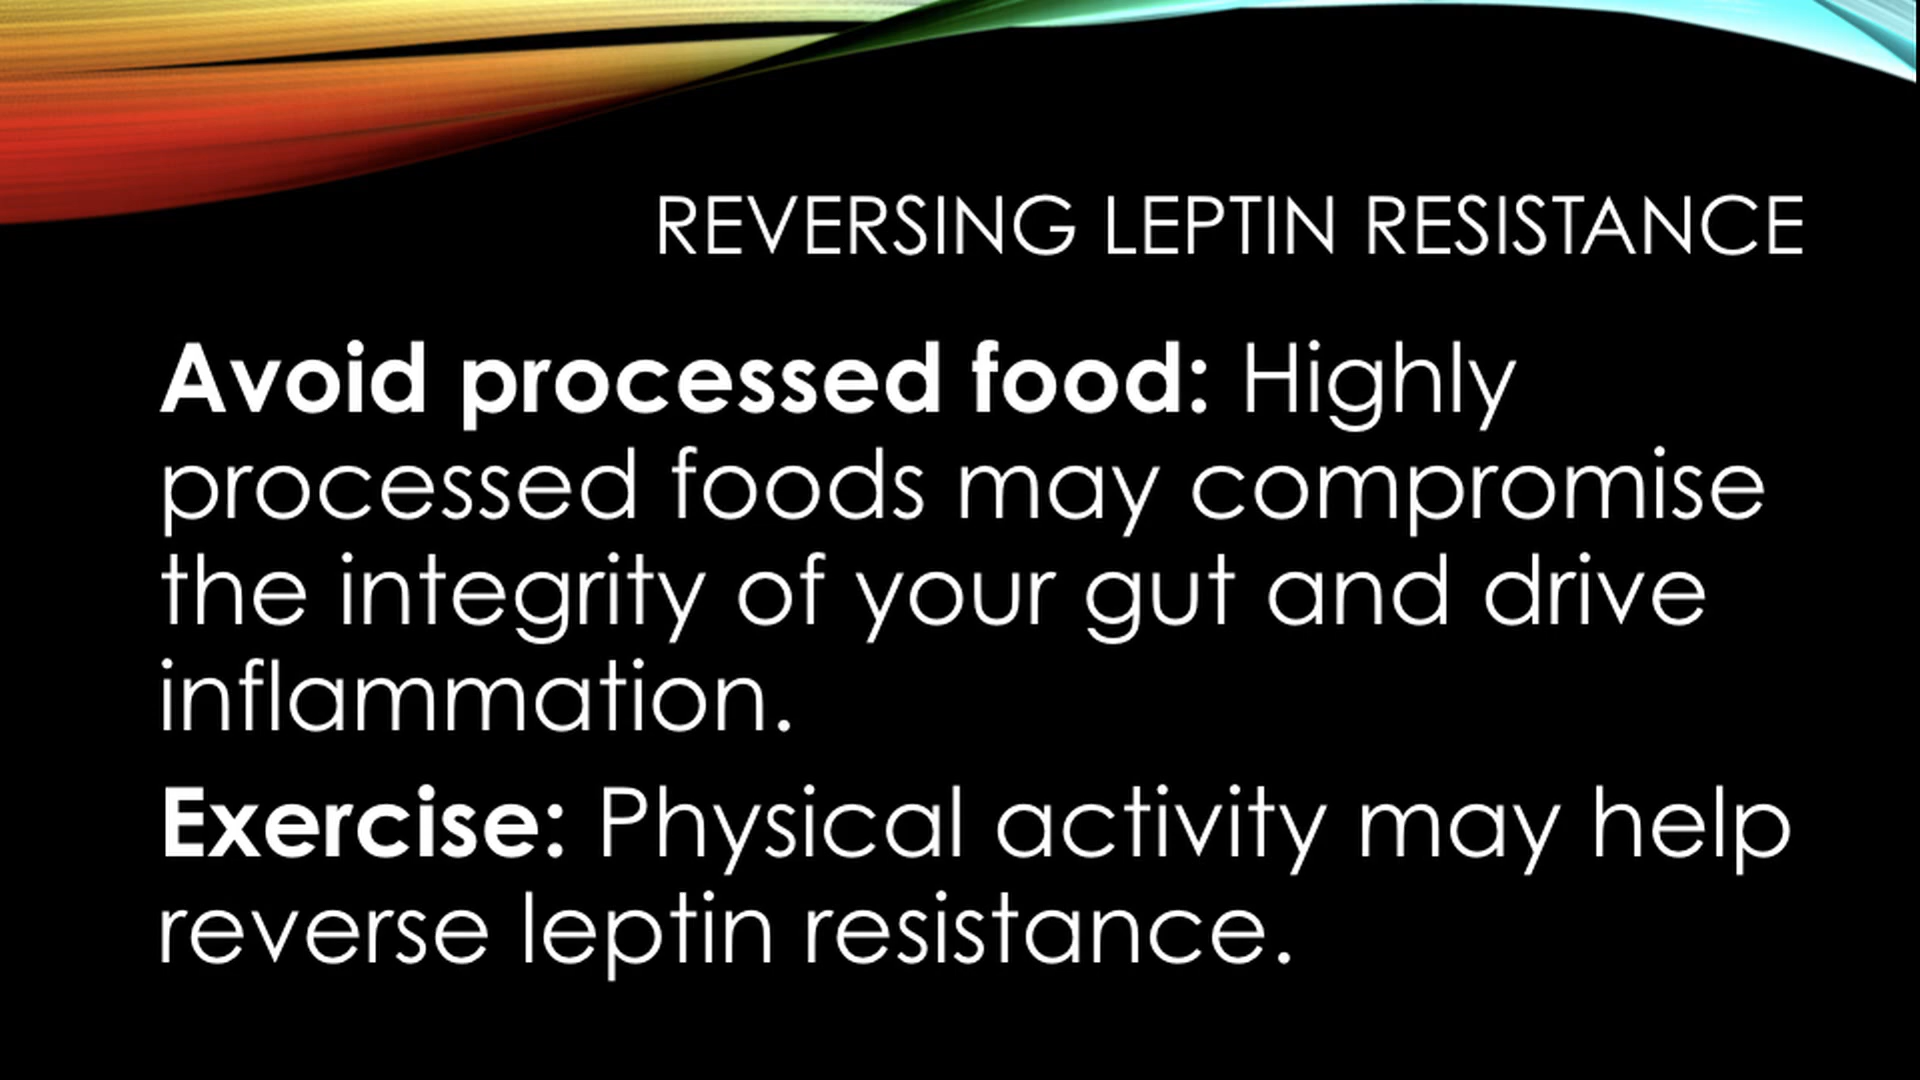 REVERSING LEPTIN RESISTANCE
Avoid processed food: Highly
processed foods may compromise
the integrity of your gut and drive
inflammation.
Exercise: Physical activity may help
reverse leptin resistance.